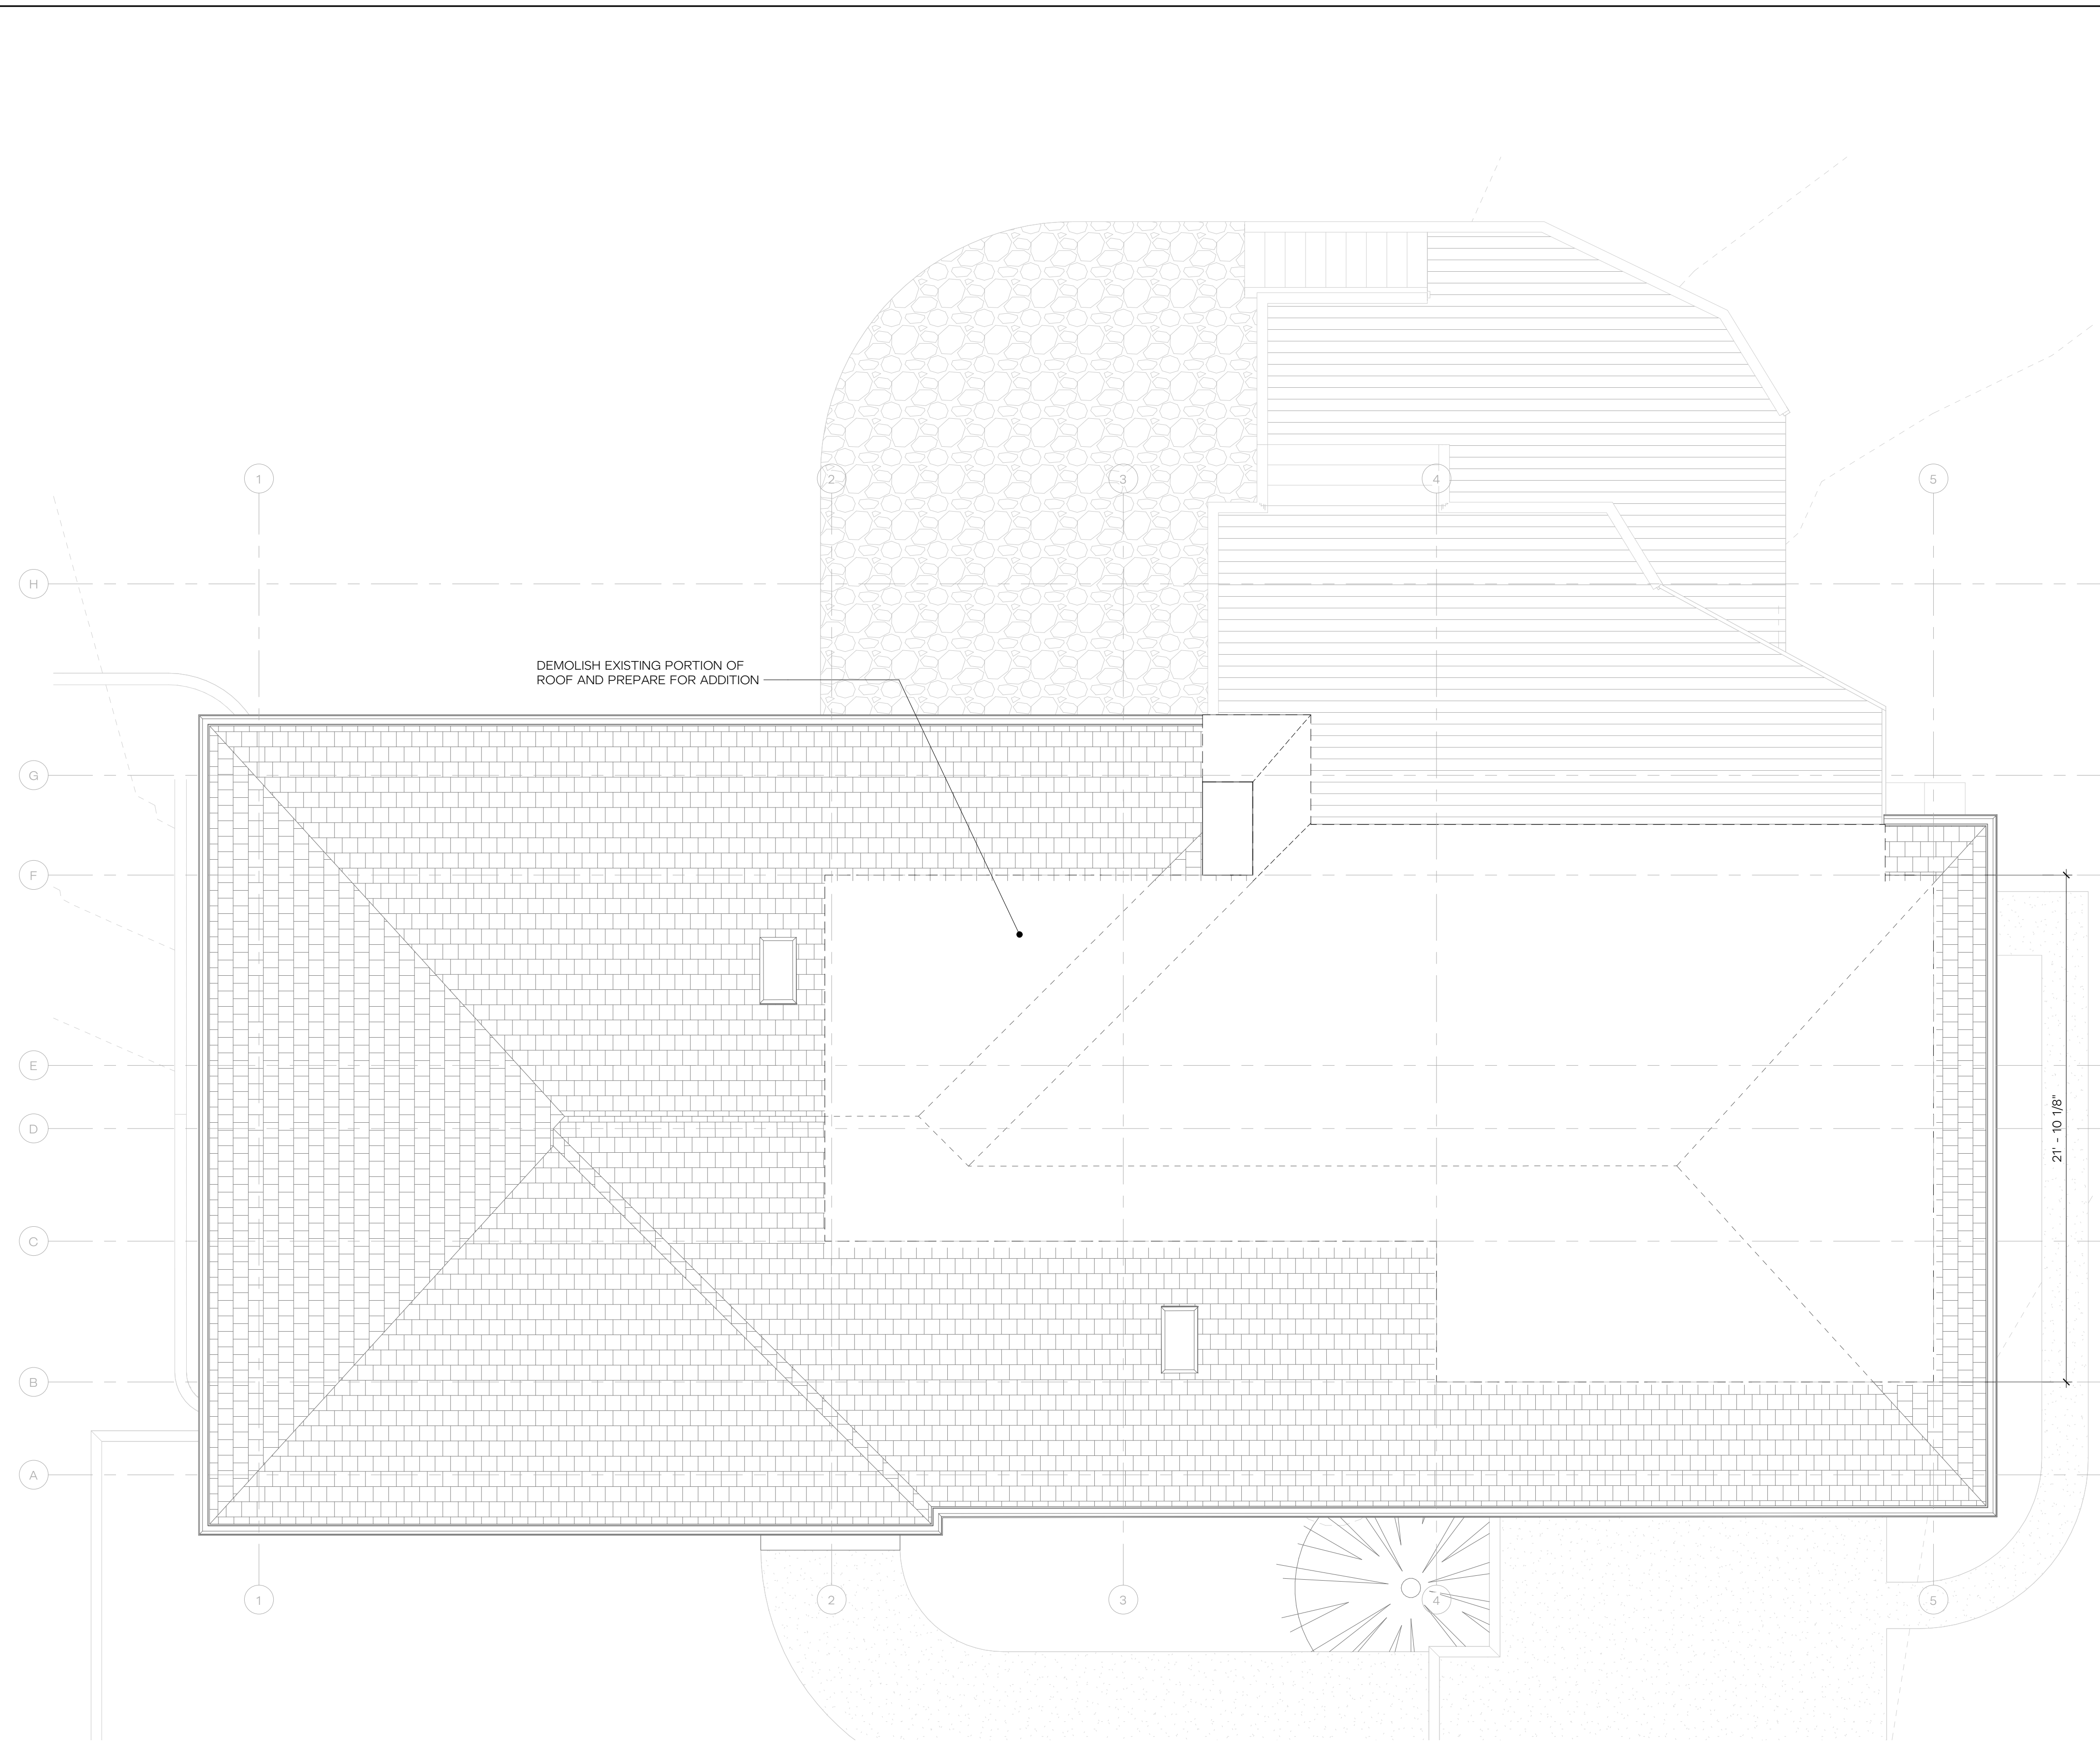 1
2
3
4
5
H
DEMOLISH EXISTING PORTION OF
ROOF AND PREPARE FOR ADDITION
G
F
E
D
21' - 10 1/8"
C
B
A
1
2
3
4
5